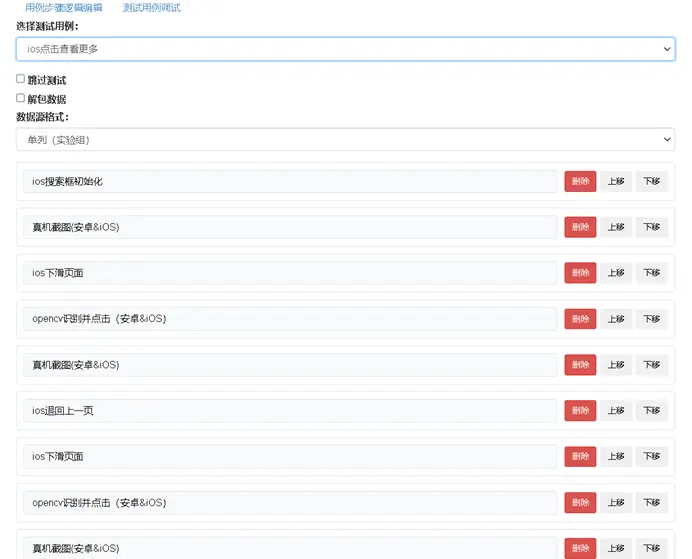 用例步骤逻辑编辑 测试用例调试
选择测试用例：
ios点击查看更多
跳过测试
解包数据
数据源格式：
单列（实验组）
ios搜索框初始化 删除 上移 下移
真机截图(安卓&iOS) 删除 上移 下移
ios下滑页面 删除 上移 下移
opencv识别并点击（安卓&iOS） 删除 上移 下移
真机截图(安卓&iOS) 删除 上移 下移
ios退回上一页 删除 上移 下移
ios下滑页面 删除 上移 下移
opencv识别并点击（安卓&iOS） 删除 上移 下移
真机截图(安卓&iOS) 删除 上移 下移